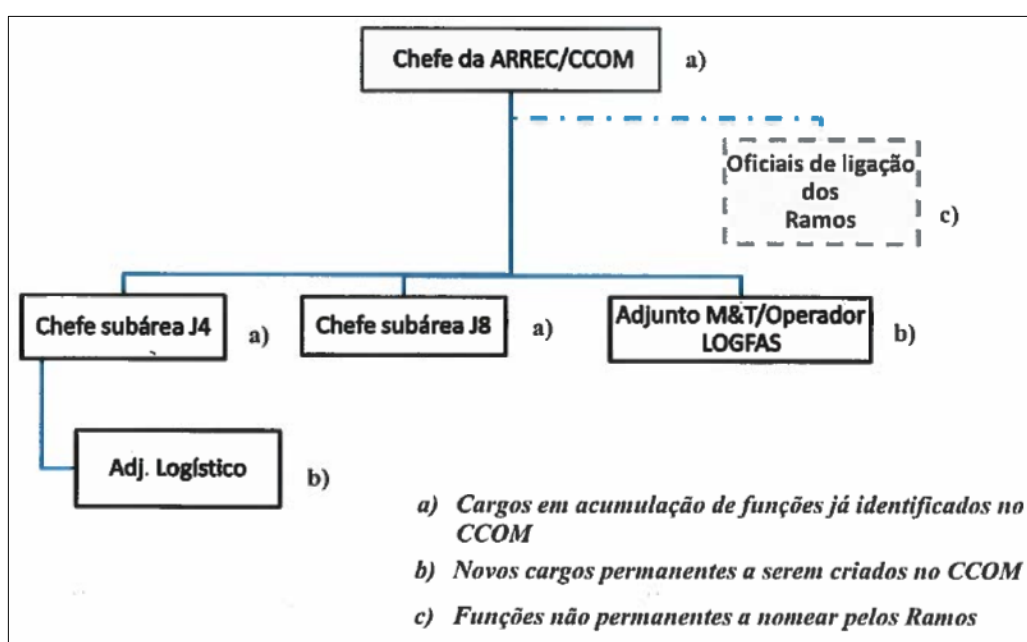 Chefe da ARREC/CCOM
a)
Oficiais de ligação
dos
Ramos
c)
Chefe subárea J4
a)
Chefe subárea J8
a)
Adjunto M&T/Operador
LOGFAS
b)
Adj. Logístico
b)
a) Cargos em acumulação de funções já identificados no
CCOM
b) Novos cargos permanentes a serem criados no CCOM
c) Funções não permanentes a nomear pelos Ramos